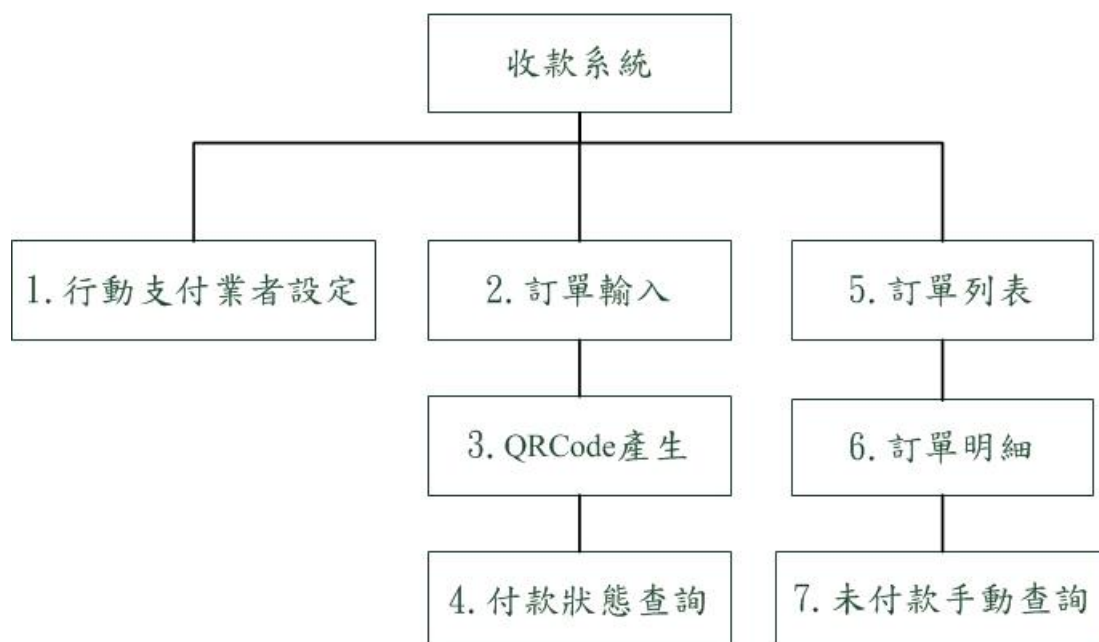 收款系統
1.行動支付業者設定
2.訂單輸入
5.訂單列表
3.QRCode產生
6.訂單明細
4.付款狀態查詢
7.未付款手動查詢